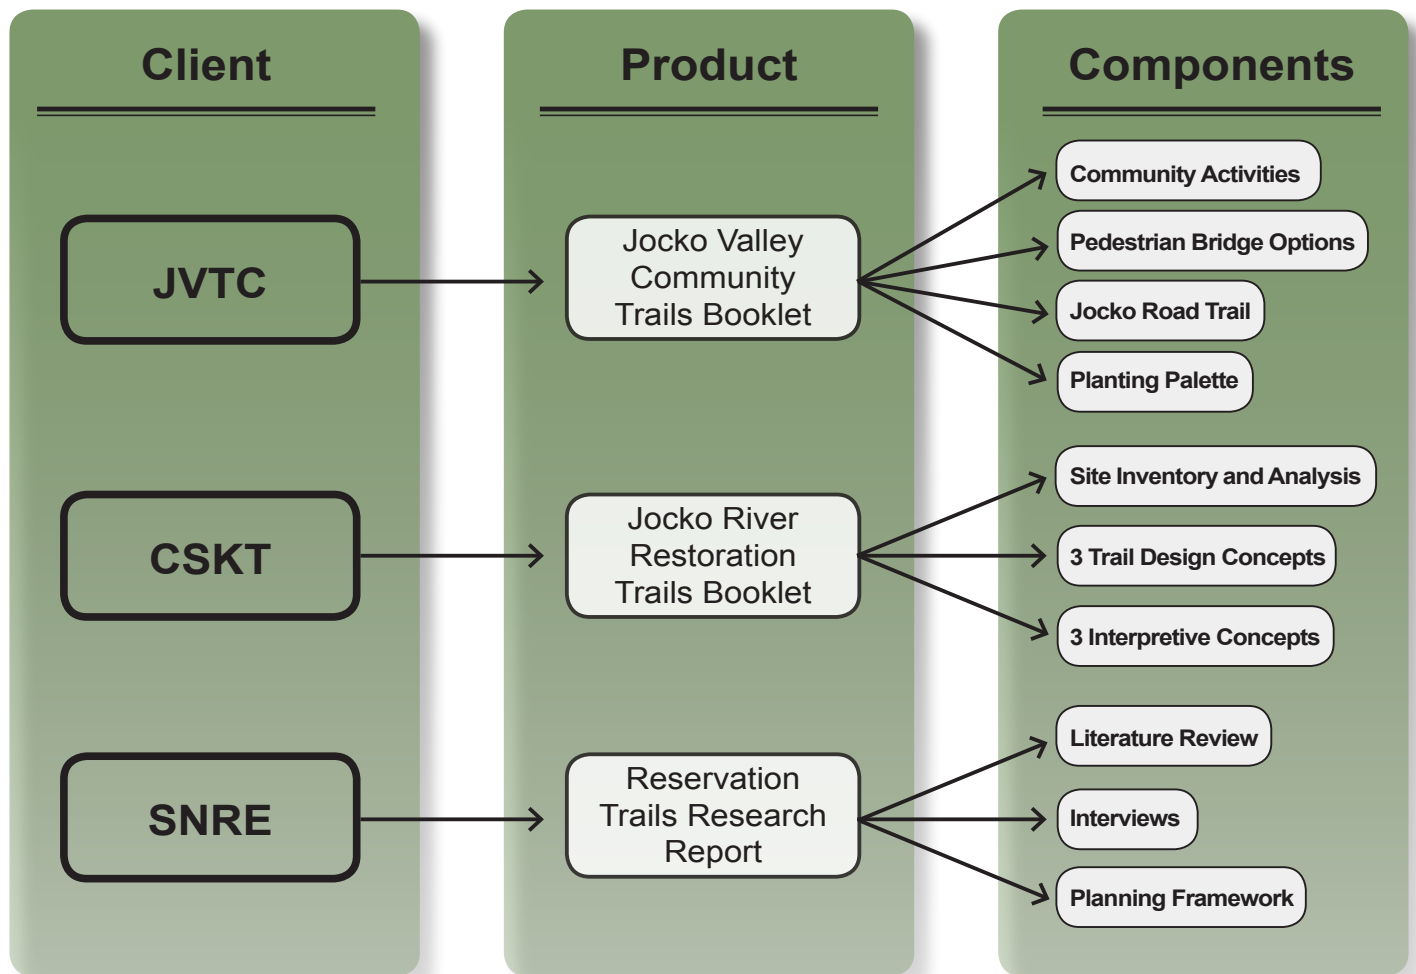 Client
Product
Components
JVTC
Jocko Valley
Community
Trails Booklet
Community Activities
Pedestrian Bridge Options
Jocko Road Trail
Planting Palette
CSKT
Jocko River
Restoration
Trails Booklet
Site Inventory and Analysis
3 Trail Design Concepts
3 Interpretive Concepts
SNRE
Reservation
Trails Research
Report
Literature Review
Interviews
Planning Framework